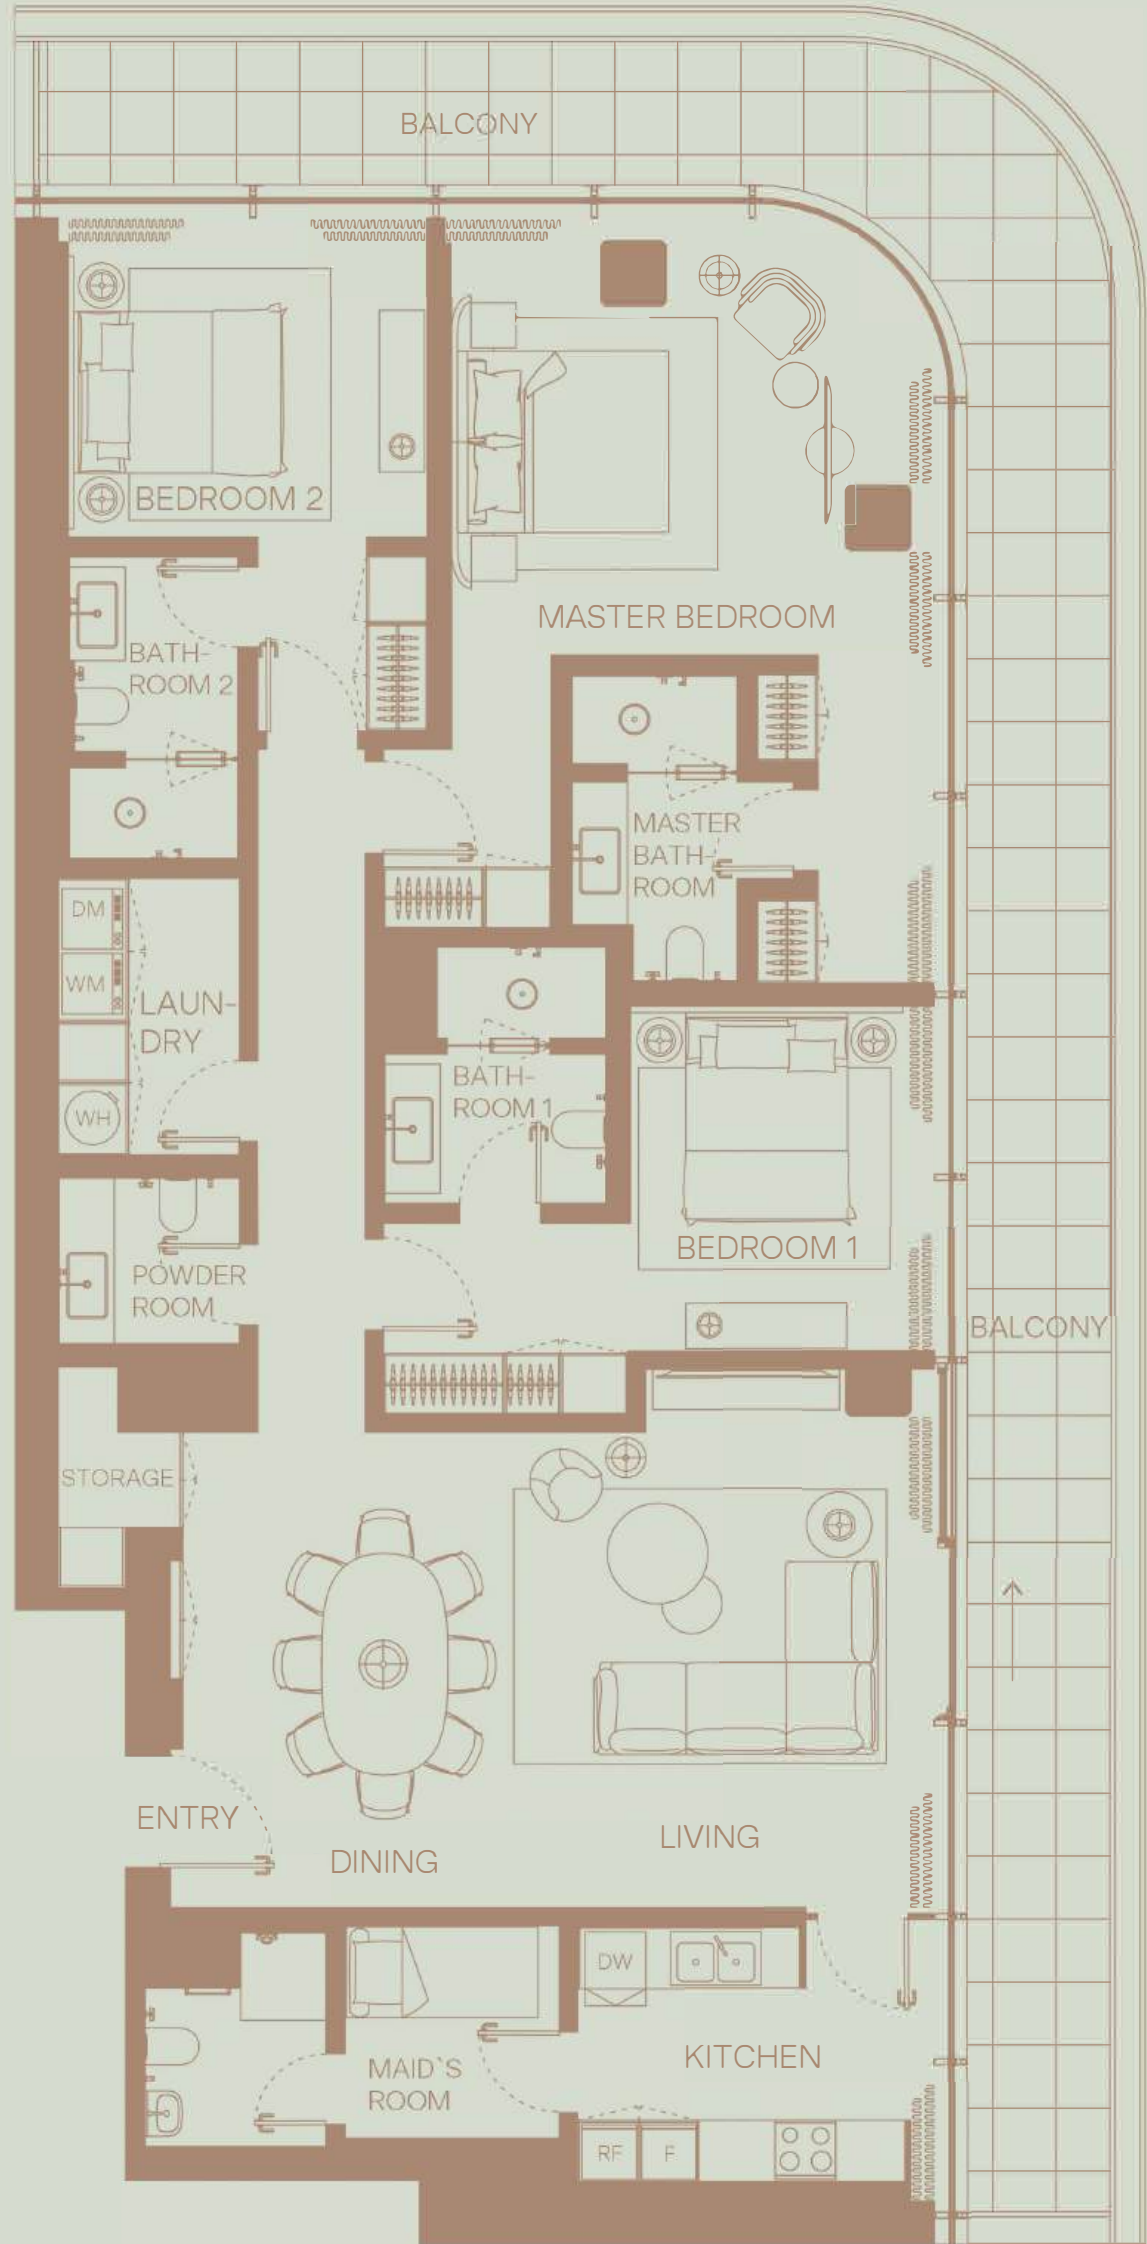 BALCONY
BEDROOM 2
MASTER BEDROOM
BATH-
ROOM 2
MASTER
BATH-
ROOM
DM
WM
LAUN-
DRY
WH
BATH-
ROOM 1
BEDROOM 1
POWDER
ROOM
BALCONY
STORAGE
ENTRY
DINING
LIVING
DW
KITCHEN
MAID`S
ROOM
RF
F